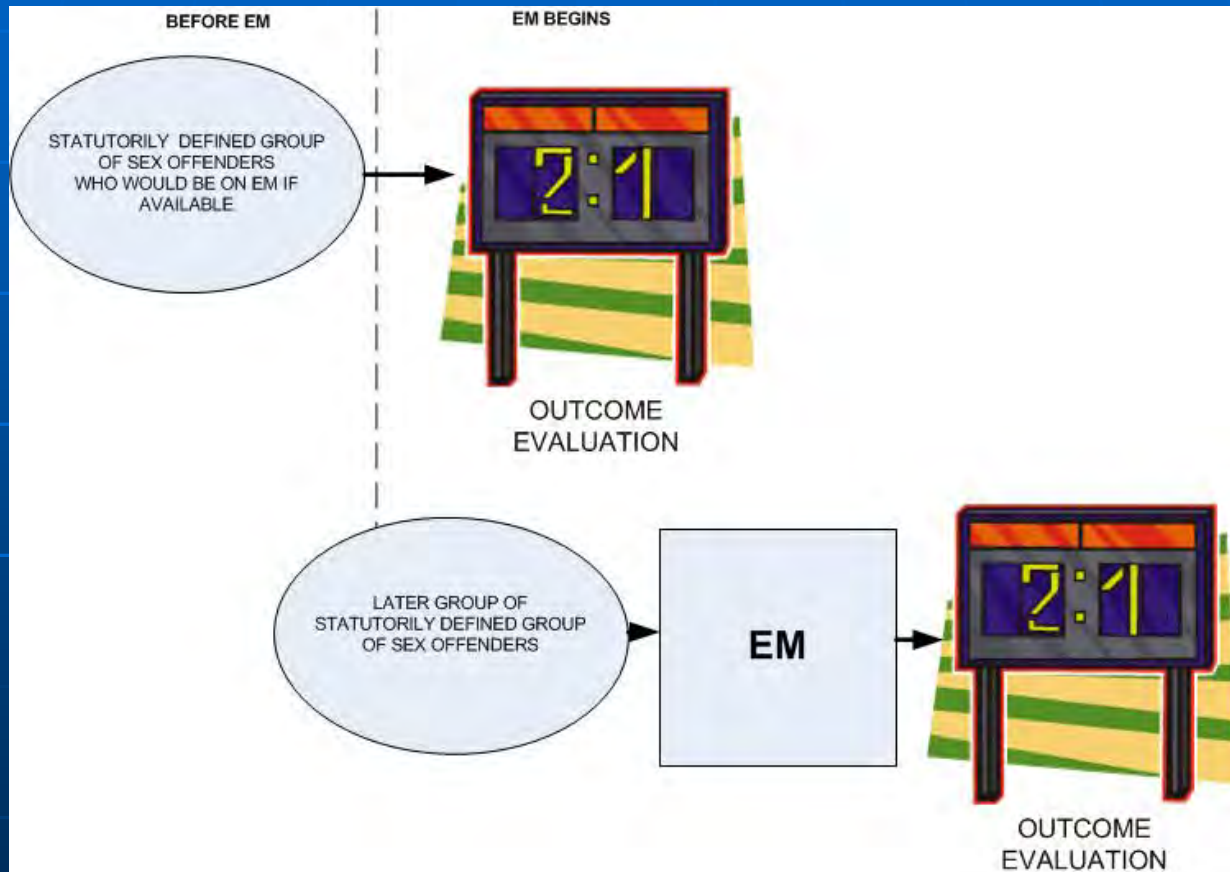 BEFORE EM
EM BEGINS
STATUTORILY DEFINED GROUP
OF SEX OFFENDERS
WHO WOULD BE ON EM IF
AVAILABLE
2:1
OUTCOME
EVALUATION
LATER GROUP OF
STATUTORILY DEFINED GROUP
OF SEX OFFENDERS
EM
2:1
OUTCOME
EVALUATION